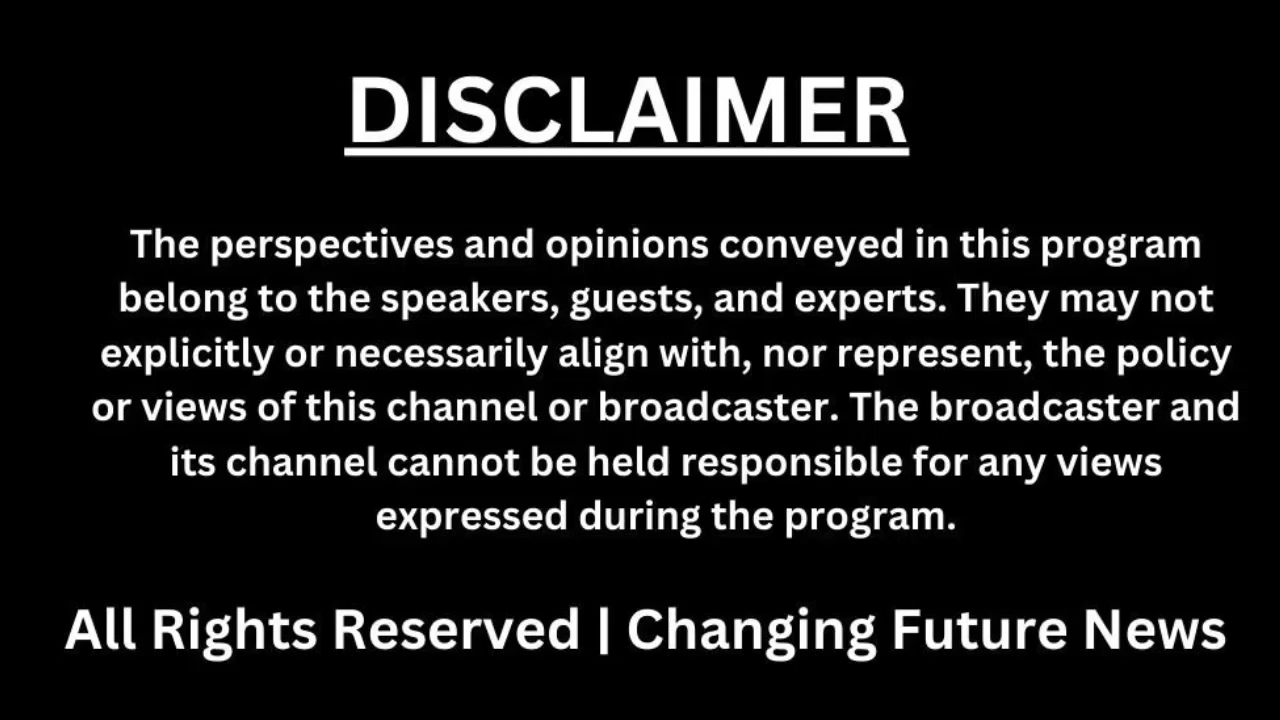 DISCLAIMER
The perspectives and opinions conveyed in this program
belong to the speakers, guests, and experts. They may not
explicitly or necessarily align with, nor represent, the policy
or views of this channel or broadcaster. The broadcaster and
its channel cannot be held responsible for any views
expressed during the program.
All Rights Reserved | Changing Future News